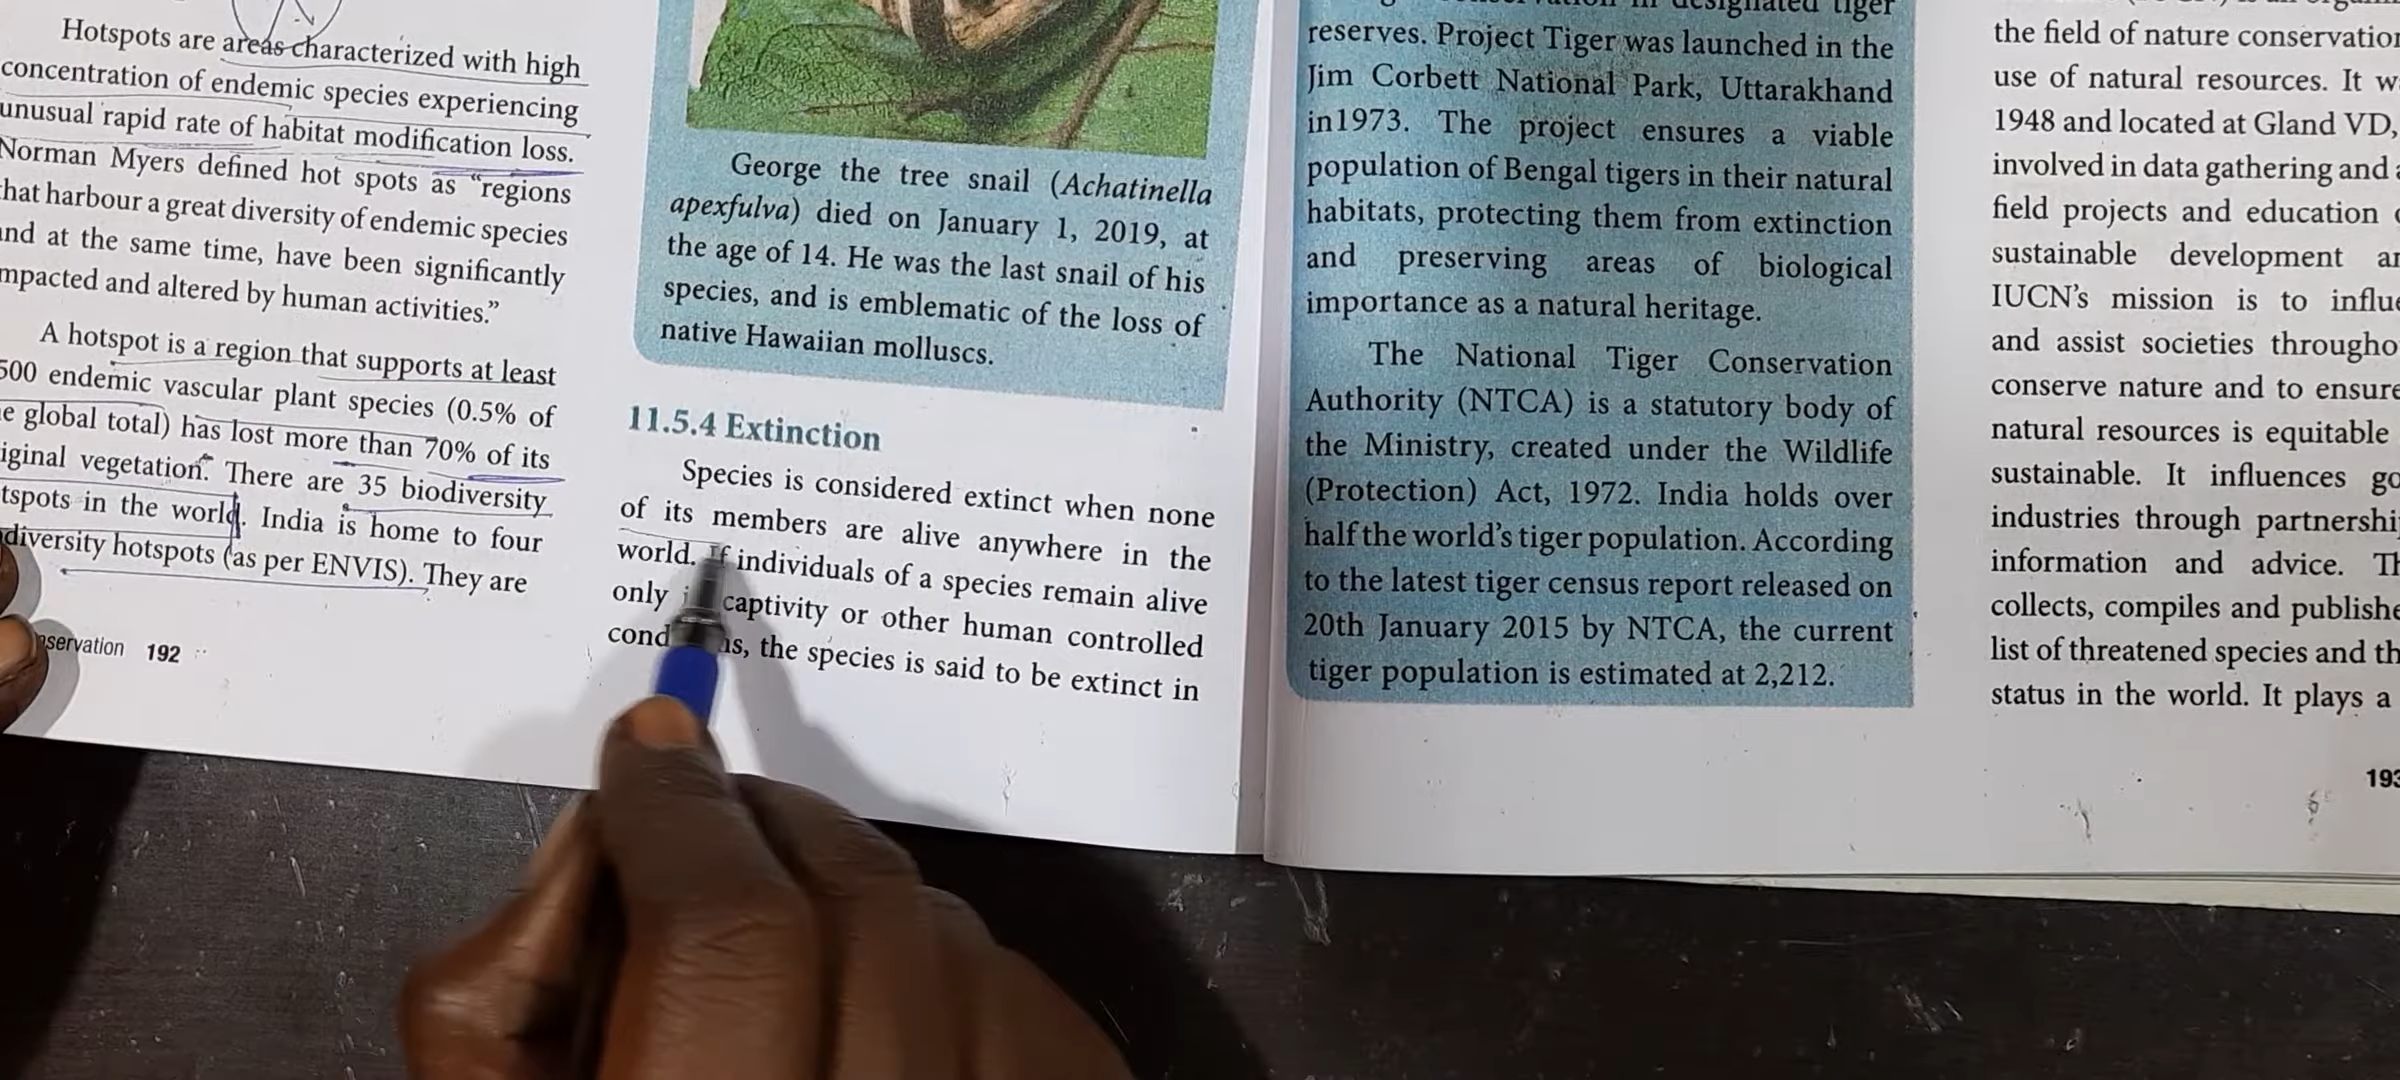 Hotspots are areas characterized with high
concentration of endemic species experiencing
unusual rapid rate of habitat modification loss.
Norman Myers defined hot spots as “regions
that harbour a great diversity of endemic species
and at the same time, have been significantly
mpacted and altered by human activities.”
A hotspot is a region that supports at least
500 endemic vascular plant species (0.5% of
e global total) has lost more than 70% of its
iginal vegetation. There are 35 biodiversity
tspots in the world. India is home to four
diversity hotspots (as per ENVIS). They are
servation 192
George the tree snail (Achatinella
apexfulva) died on January 1, 2019, at
the age of 14. He was the last snail of his
species, and is emblematic of the loss of
native Hawaiian molluscs.
11.5.4 Extinction
Species is considered extinct when none
of its members are alive anywhere in the
world. If individuals of a species remain alive
only captivity or other human controlled
cond ns, the species is said to be extinct in
in designated tiger
reserves. Project Tiger was launched in the
Jim Corbett National Park, Uttarakhand
in1973. The project ensures a viable
population of Bengal tigers in their natural
habitats, protecting them from extinction
and preserving areas of biological
importance as a natural heritage.
The National Tiger Conservation
Authority (NTCA) is a statutory body of
the Ministry, created under the Wildlife
(Protection) Act, 1972. India holds over
half the world’s tiger population. According
to the latest tiger census report released on
20th January 2015 by NTCA, the current
tiger population is estimated at 2,212.
the field of nature conservation
use of natural resources. It w
1948 and located at Gland VD,
involved in data gathering and a
field projects and education
sustainable development an
IUCN’s mission is to influe
and assist societies througho
conserve nature and to ensure
natural resources is equitable
sustainable. It influences go
industries through partnership
information and advice. Th
collects, compiles and publishe
list of threatened species and th
status in the world. It plays a
193